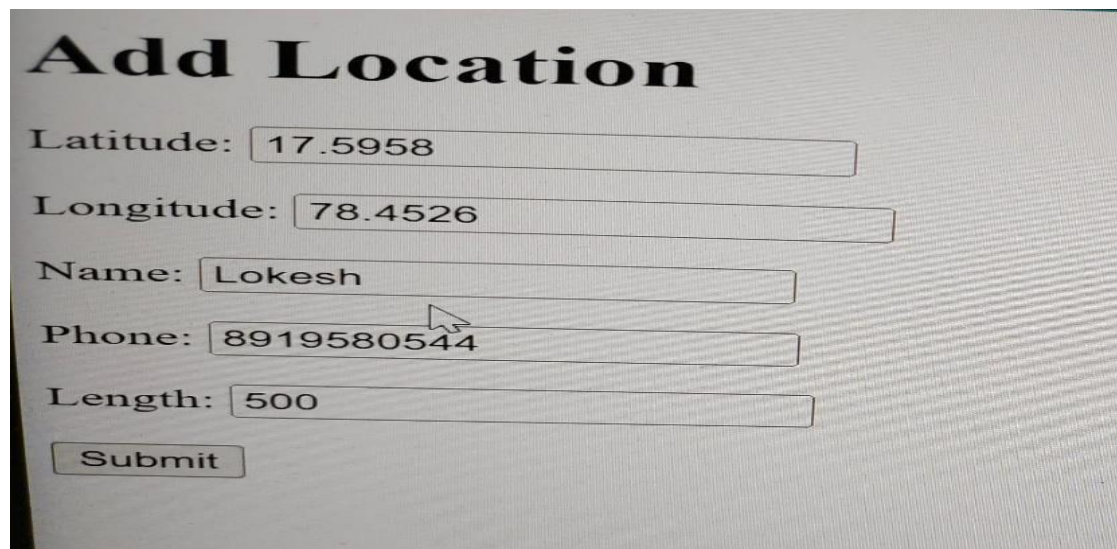 Add Location
Latitude: 17.5958
Longitude: 78.4526
Name: Lokesh
Phone: 8919580544
Length: 500
Submit